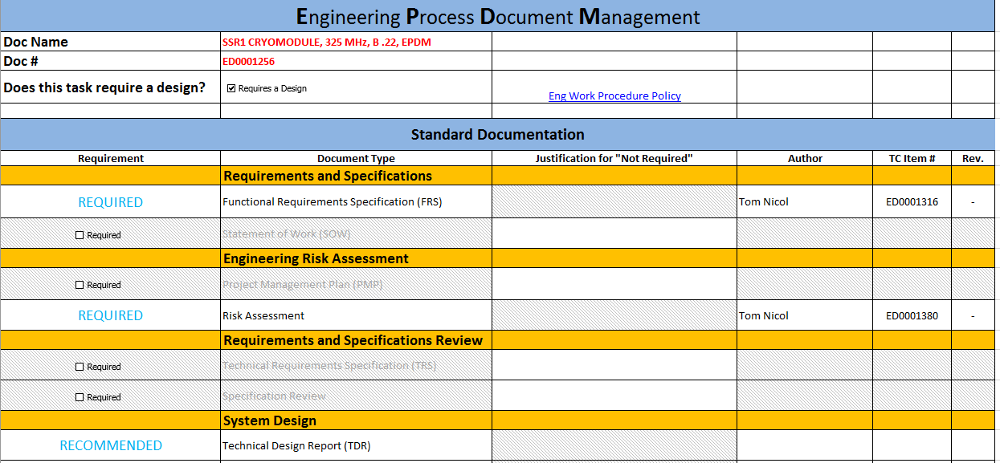 Engineering Process Document Management
Doc Name SSR1 CRYOMODULE, 325 MHz, B .22, EPDM
Doc # ED0001256
Does this task require a design? Requires a Design Eng Work Procedure Policy
Standard Documentation
Requirement Document Type Justification for "Not Required" Author TC Item # Rev.
Requirements and Specifications
REQUIRED Functional Requirements Specification (FRS) Tom Nicol ED0001316 -
Required Statement of Work (SOW)
Engineering Risk Assessment
Required Project Management Plan (PMP)
REQUIRED Risk Assessment Tom Nicol ED0001380 -
Requirements and Specifications Review
Required Technical Requirements Specification (TRS)
Required Specification Review
System Design
RECOMMENDED Technical Design Report (TDR)